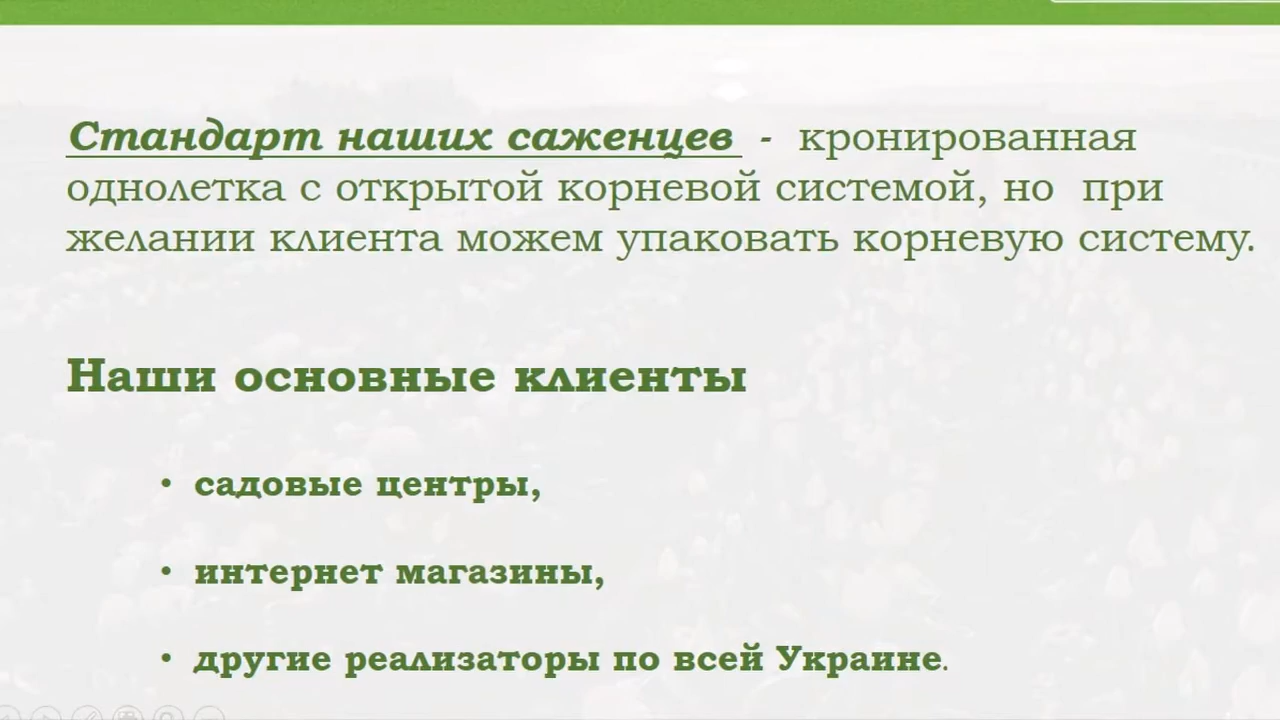 Стандарт наших саженцев - кронированная
однолетка с открытой корневой системой, но при
желании клиента можем упаковать корневую систему.
Наши основные клиенты
• садовые центры,
• интернет магазины,
• другие реализаторы по всей Украине.